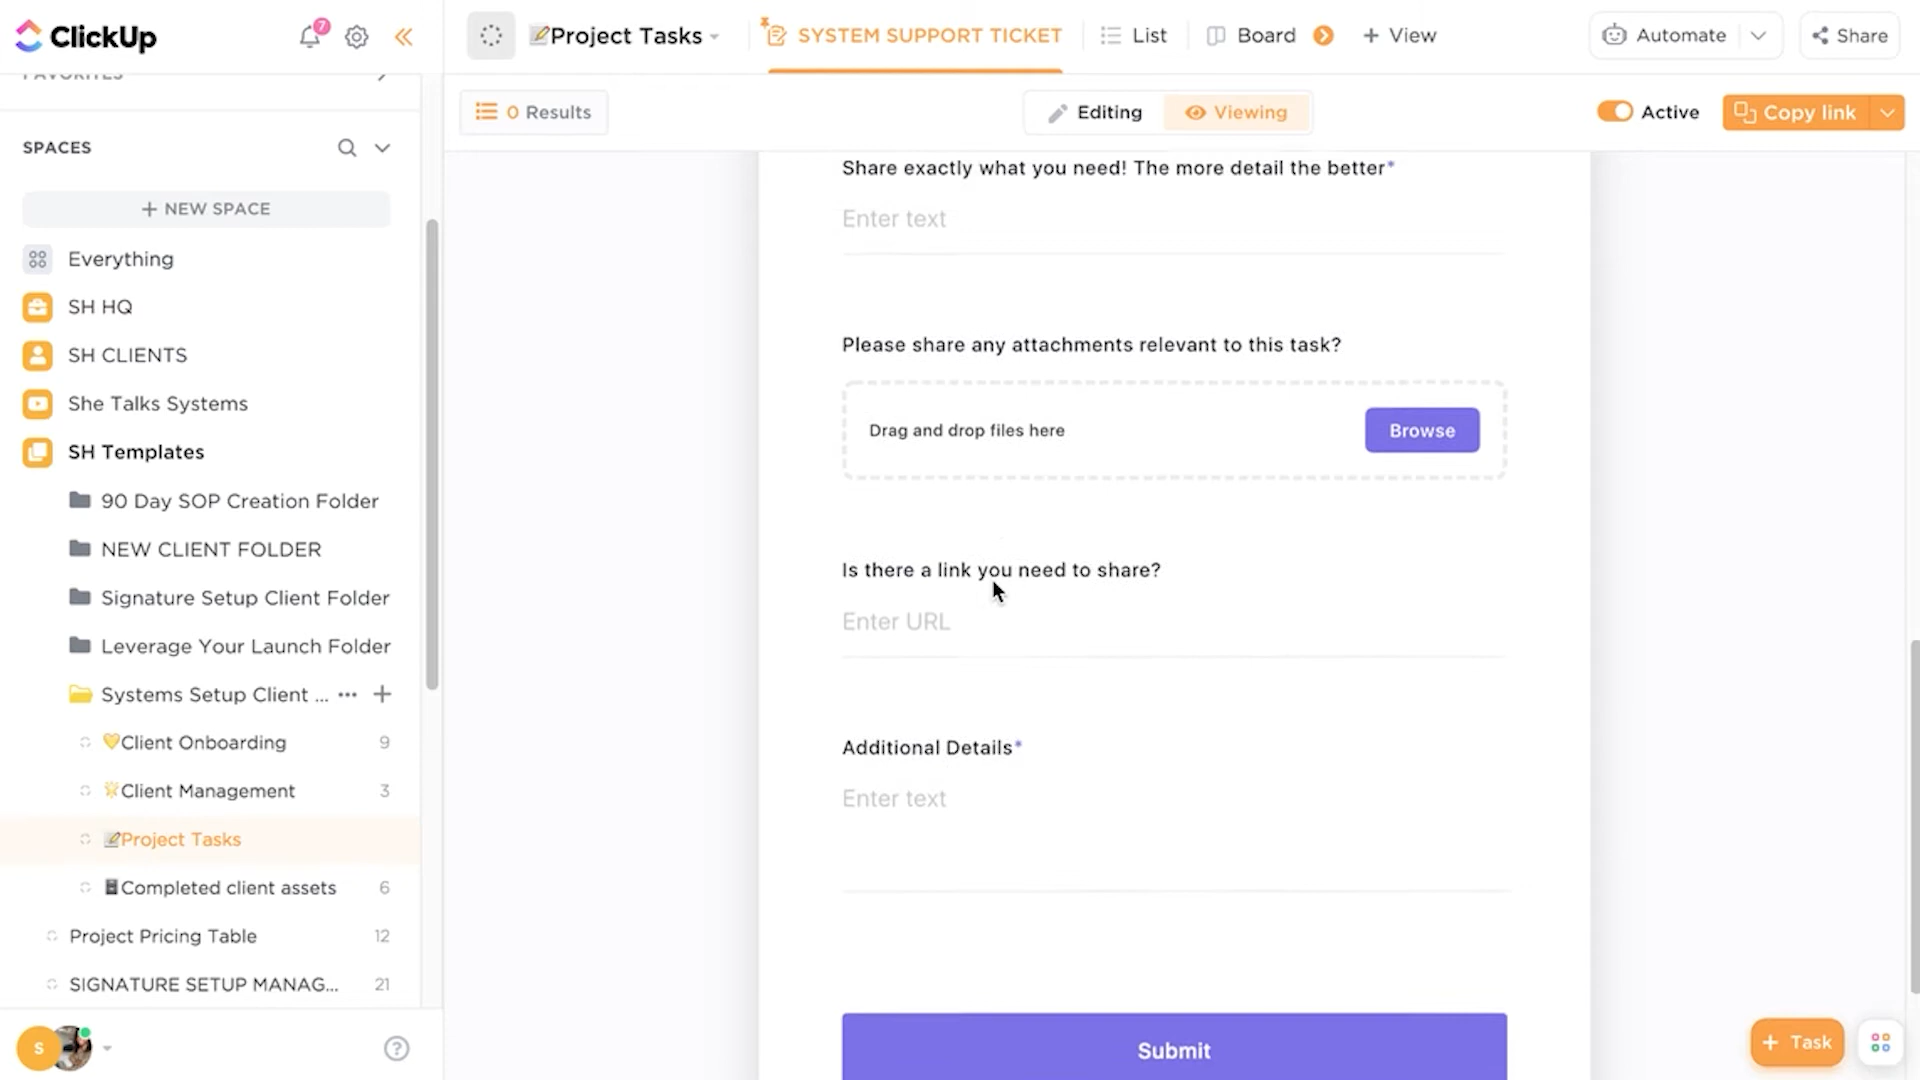 ClickUp
7
Project Tasks
SYSTEM SUPPORT TICKET
List
Board
+ View
Automate
Share
FAVORITES
0 Results
Editing
Viewing
Active
Copy link
SPACES
+ NEW SPACE
Everything
SH HQ
SH CLIENTS
She Talks Systems
SH Templates
90 Day SOP Creation Folder
NEW CLIENT FOLDER
Signature Setup Client Folder
Leverage Your Launch Folder
Systems Setup Client ...
Client Onboarding 9
Client Management 3
Project Tasks
Completed client assets 6
Project Pricing Table 12
SIGNATURE SETUP MANAG... 21
S
Share exactly what you need! The more detail the better*
Enter text
Please share any attachments relevant to this task?
Drag and drop files here
Browse
Is there a link you need to share?
Enter URL
Additional Details*
Enter text
Submit
+ Task